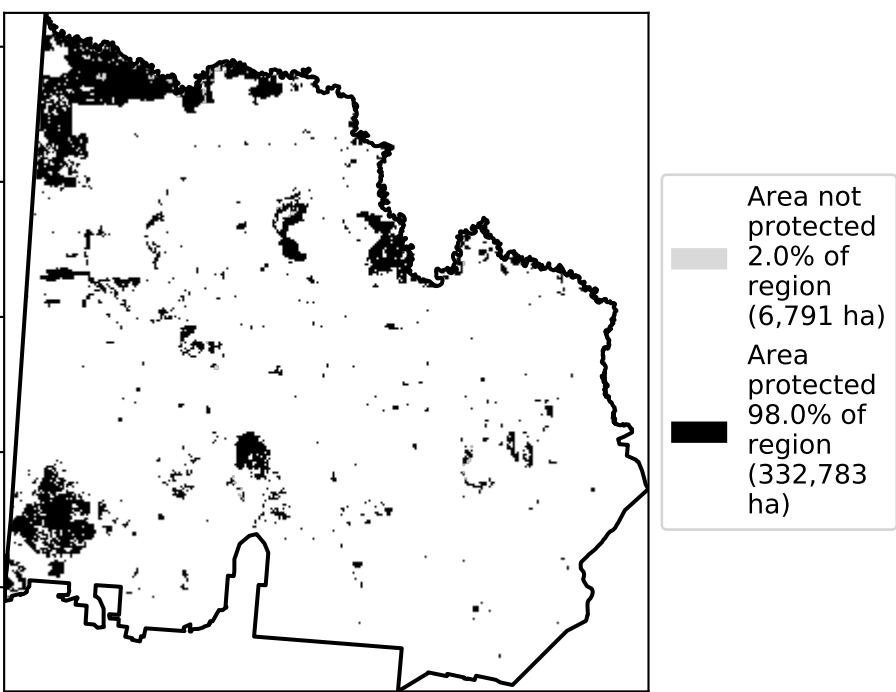 Area not
protected
2.0% of
region
(6,791 ha)
Area
protected
98.0% of
region
(332,783
ha)